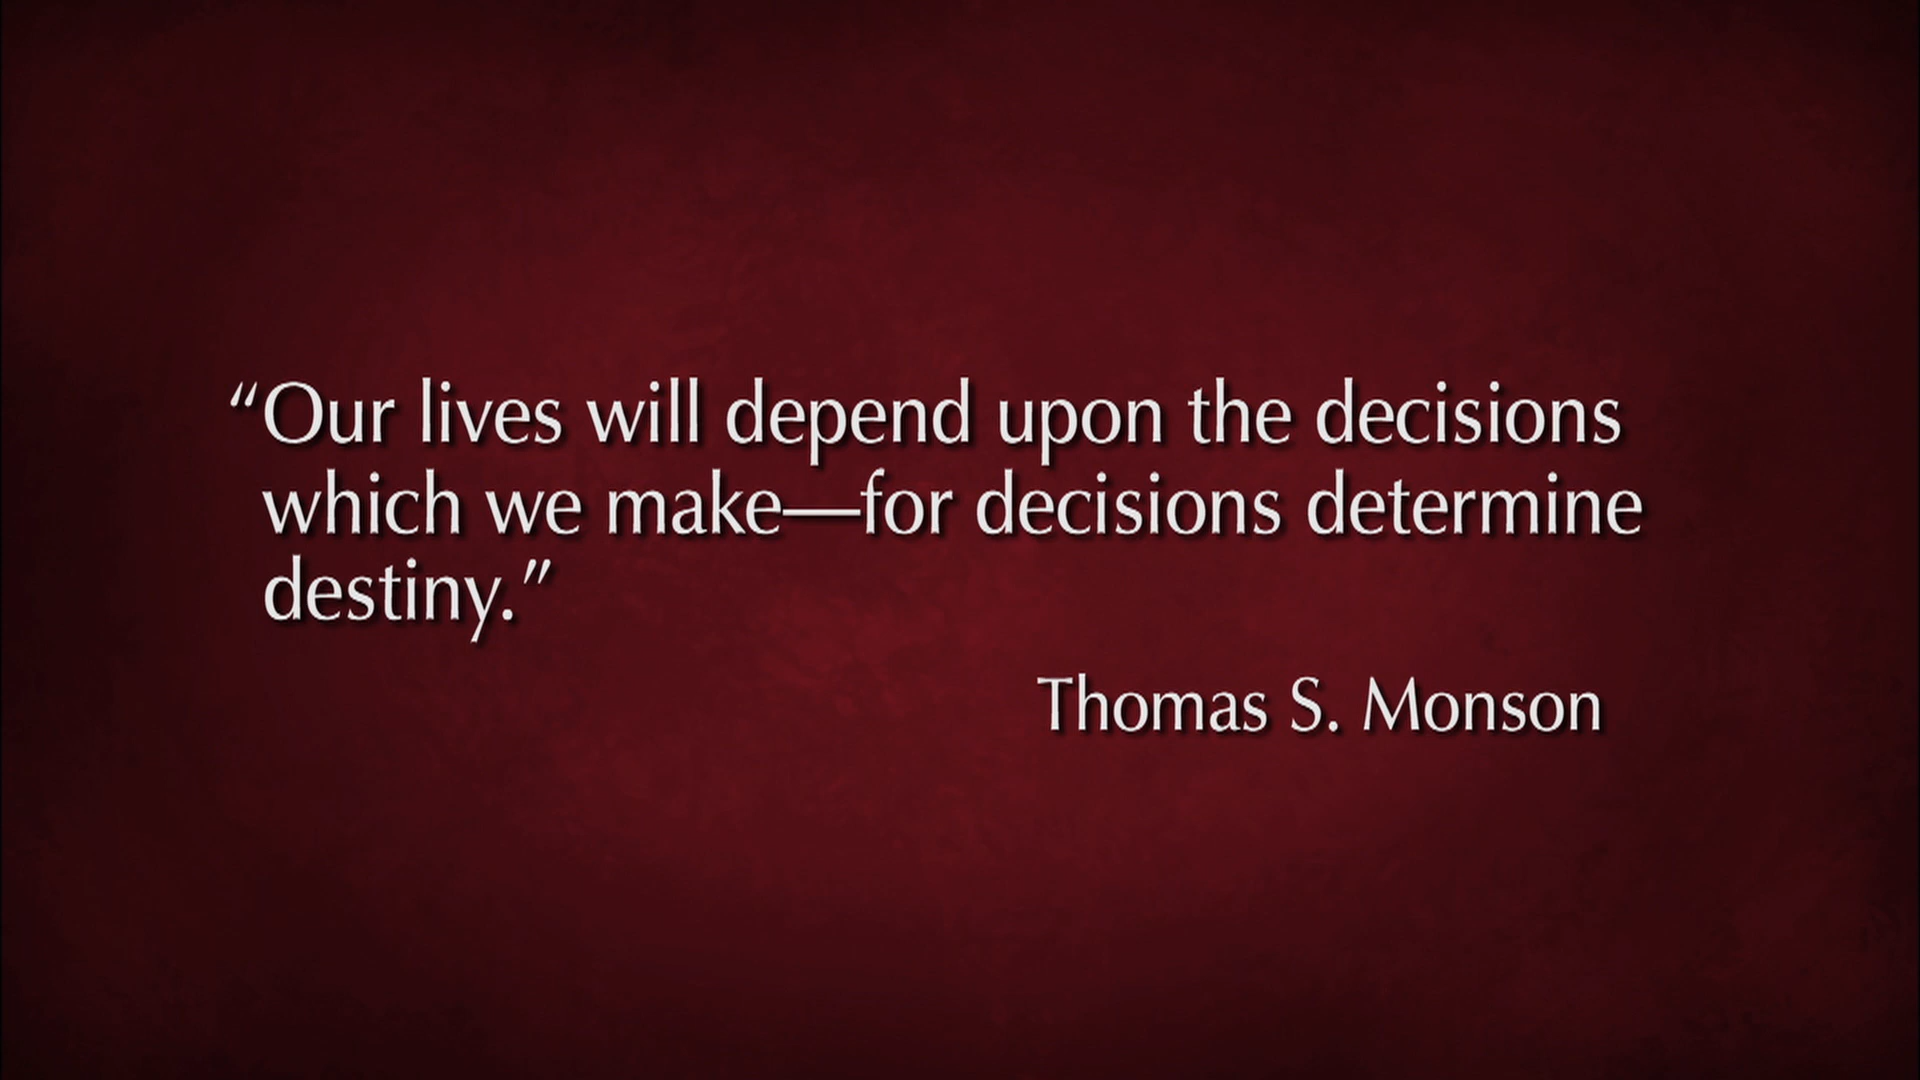 “Our lives will depend upon the decisions
which we make—for decisions determine
destiny.”
Thomas S. Monson